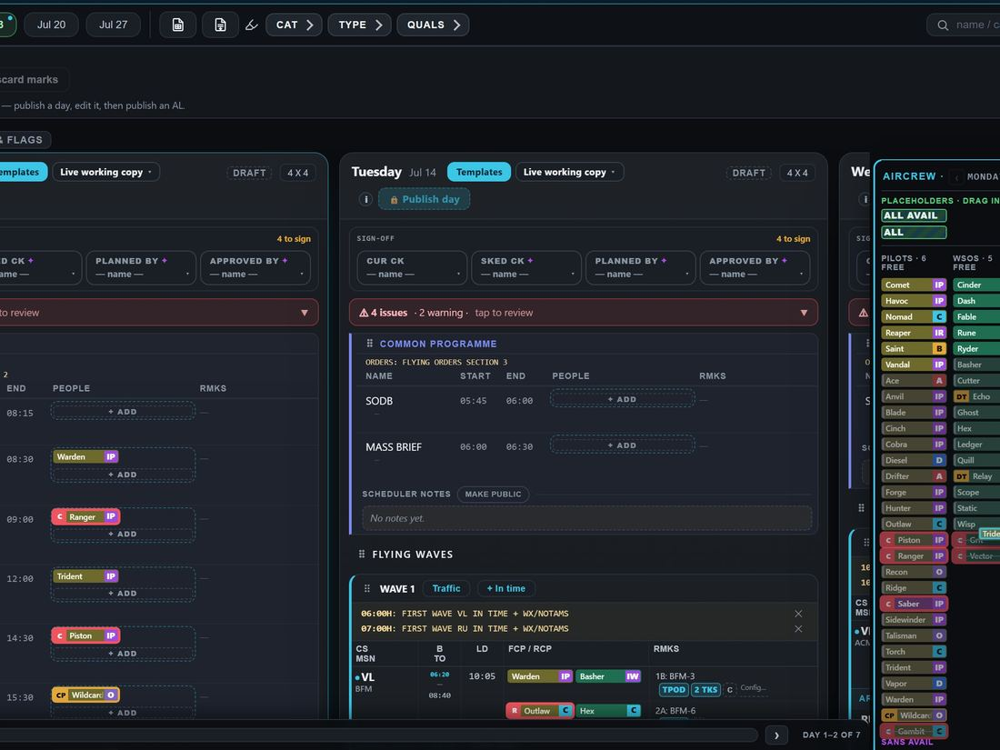 Jul 20
Jul 27
CAT
TYPE
QUALS
name / ca
scard marks
— publish a day, edit it, then publish an AL.
& FLAGS
emplates
Live working copy
DRAFT
4 X 4
4 to sign
D CK
PLANNED BY
APPROVED BY
ame —
— name —
— name —
to review
2
END
PEOPLE
RMKS
08:15
+ ADD
—
08:30
Warden IP
+ ADD
—
09:00
C Ranger IP
+ ADD
—
12:00
Trident IP
+ ADD
—
14:30
C Piston IP
+ ADD
—
15:30
CP Wildcard O
+ ADD
—
Tuesday Jul 14
Templates
Live working copy
DRAFT
4 X 4
i
Publish day
SIGN-OFF
4 to sign
CUR CK
SKED CK
PLANNED BY
APPROVED BY
— name —
— name —
— name —
— name —
4 issues · 2 warning · tap to review
COMMON PROGRAMME
ORDERS: FLYING ORDERS SECTION 3
NAME
START
END
PEOPLE
RMKS
SODB
05:45
06:00
+ ADD
—
—
MASS BRIEF
06:00
06:30
+ ADD
—
—
SCHEDULER NOTES
MAKE PUBLIC
No notes yet.
FLYING WAVES
WAVE 1
Traffic
+ In time
06:00H: FIRST WAVE VL IN TIME + WX/NOTAMS
07:00H: FIRST WAVE RU IN TIME + WX/NOTAMS
CS
MSN
B
TO
LD
FCP / RCP
RMKS
VL
BFM
06:20
—
08:40
10:05
Warden IP
Basher IW
1B: BFM-3
TPOD
2 TKS
C
Config...
R Outlaw C
Hex C
2A: BFM-6
DAY 1–2 OF 7
We
AIRCREW ·
MONDA
PLACEHOLDERS · DRAG IN
ALL AVAIL
ALL
PILOTS · 6
FREE
WSOS · 5
FREE
Comet IP
Cinder
Havoc IP
Dash
Nomad C
Fable
Reaper IR
Rune
Saint B
Ryder
Vandal IP
Basher
Ace A
Cutter
Anvil IP
DT Echo
Blade IP
Ghost
Cinch IP
Hex
Cobra IP
Ledger
Diesel D
Quill
Drifter A
DT Relay
Forge IP
Scope
Hunter IP
Static
Outlaw C
Wisp
Tride
C Piston IP
C Grit
C Ranger IP
C Vector
Recon O
Ridge C
C Saber IP
Sidewinder IP
Talisman O
Torch C
Trident IP
Vapor D
Warden IP
CP Wildcard O
C Gambit C
SANS AVAIL